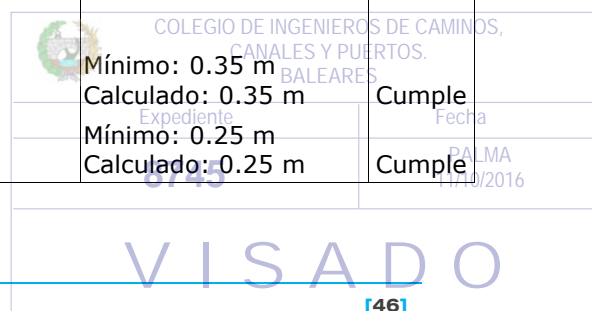 COLEGIO DE INGENIEROS DE CAMINOS,
CANALES Y PUERTOS.
BALEARES
Mínimo: 0.35 m
Calculado: 0.35 m Cumple
Expediente Fecha
Mínimo: 0.25 m
Calculado: 0.25 m Cumple
8745 PALMA
11/10/2016
VISADO
[46]